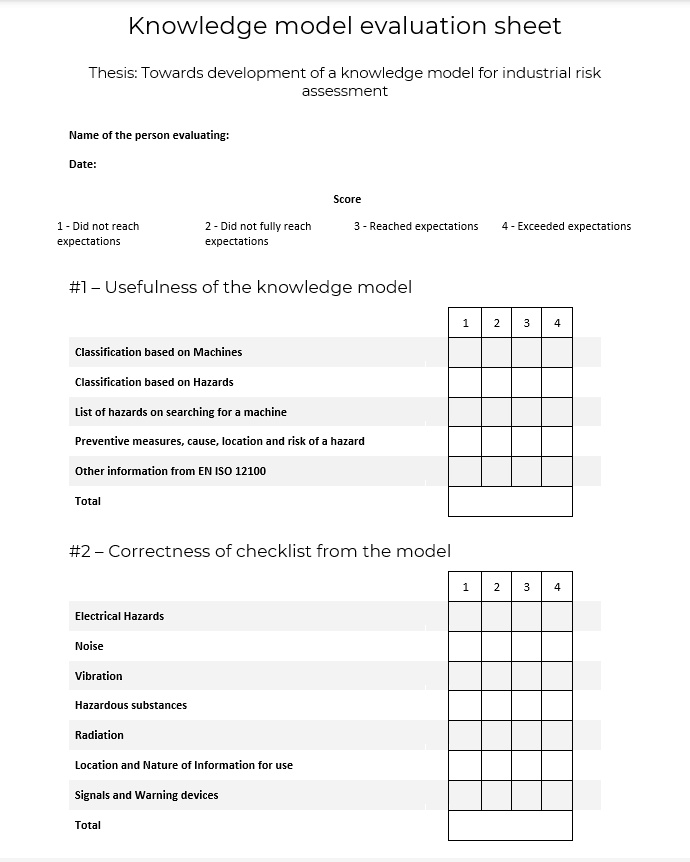 Knowledge model evaluation sheet
Thesis: Towards development of a knowledge model for industrial risk
assessment
Name of the person evaluating:
Date:
Score
1 - Did not reach expectations
2 - Did not fully reach expectations
3 - Reached expectations
4 - Exceeded expectations
#1 – Usefulness of the knowledge model
1 2 3 4
Classification based on Machines
Classification based on Hazards
List of hazards on searching for a machine
Preventive measures, cause, location and risk of a hazard
Other information from EN ISO 12100
Total
#2 – Correctness of checklist from the model
1 2 3 4
Electrical Hazards
Noise
Vibration
Hazardous substances
Radiation
Location and Nature of Information for use
Signals and Warning devices
Total